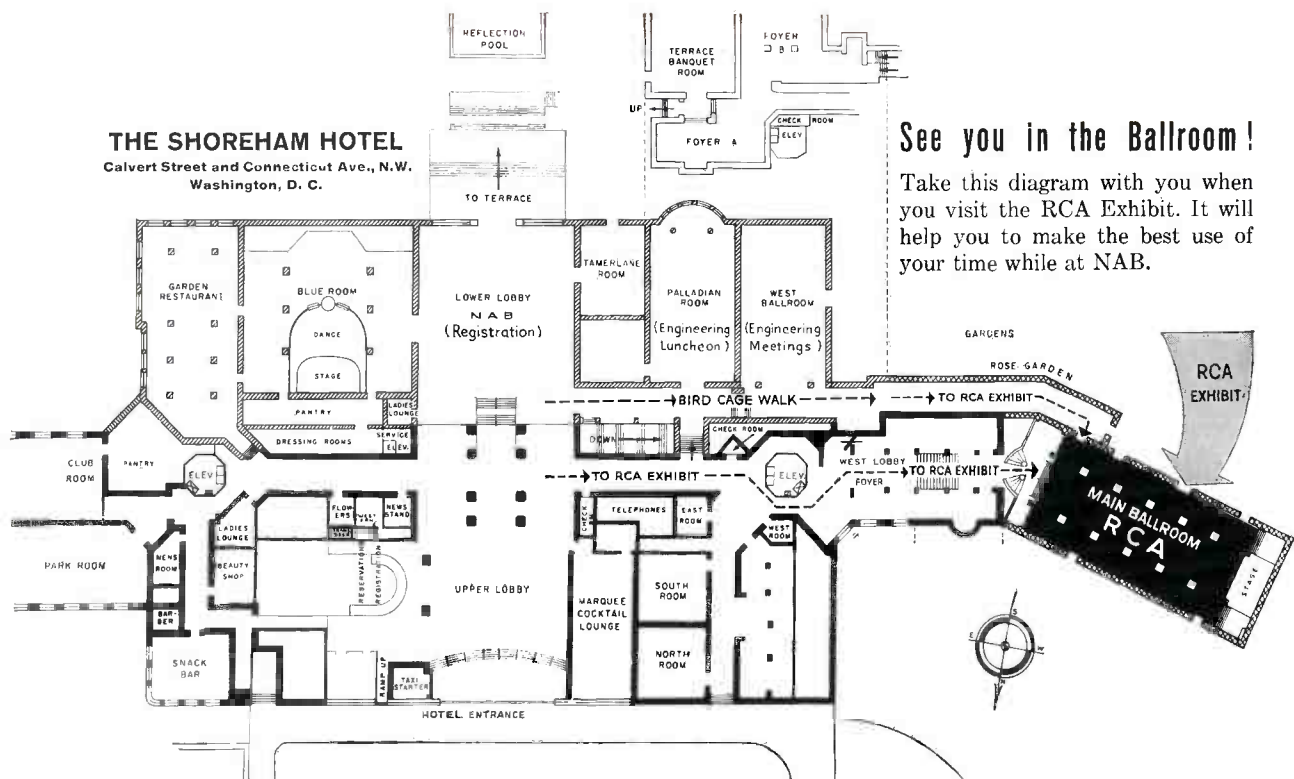 REFLECTION
POOL
TERRACE
BANQUET
ROOM
FOYER
B
UP
FOYER A
CHECK ROOM
ELEV
THE SHOREHAM HOTEL
Calvert Street and Connecticut Ave., N.W.
Washington, D. C.
See you in the Ballroom!
Take this diagram with you when
you visit the RCA Exhibit. It will
help you to make the best use of
your time while at NAB.
TO TERRACE
GARDEN
RESTAURANT
BLUE ROOM
DANCE
STAGE
PANTRY
LADIES
LOUNGE
DRESSING ROOMS
SERVICE
ELEV.
LOWER LOBBY
NAB
(Registration)
TAMERLANE
ROOM
PALLADIAN
ROOM
(Engineering
Luncheon)
WEST
BALLROOM
(Engineering
Meetings)
GARDENS
ROSE GARDEN
RCA
EXHIBIT
BIRD CAGE WALK
TO RCA EXHIBIT
CLUB
ROOM
PANTRY
ELEV
DOWN
CHECK ROOM
TO RCA EXHIBIT
ELEV
WEST LOBBY
FOYER
TO RCA EXHIBIT
MAIN BALLROOM
RCA
STAGE
PARK ROOM
MENS
ROOM
BAR-
BER
SNACK
BAR
LADIES
LOUNGE
BEAUTY
SHOP
FLOW
ERS
NEWS
STAND
RESERVATION
REGISTRATION
UPPER LOBBY
RAMP UP
TAXI
STARTER
HOTEL ENTRANCE
CHECK
RM
TELEPHONES
EAST
ROOM
WEST
ROOM
MARQUEE
COCKTAIL
LOUNGE
SOUTH
ROOM
NORTH
ROOM
S
E
W
N